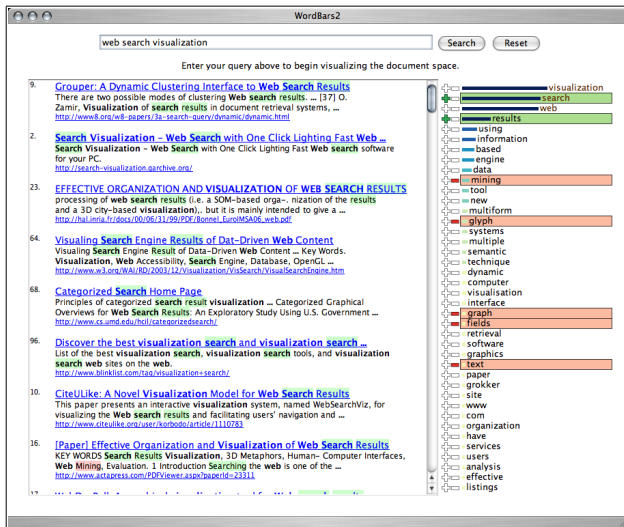 WordBars2
web search visualization
Search
Reset
Enter your query above to begin visualizing the document space.
9. Grouper: A Dynamic Clustering Interface to Web Search Results
There are two possible modes of clustering Web search results. ... [37] O.
Zamir, Visualization of search results in document retrieval systems, ...
http://www8.org/w8-papers/3a-search-query/dynamic/dynamic.html
2. Search Visualization - Web Search with One Click Lighting Fast Web ...
Search Visualization - Web Search with One Click Lighting Fast Web search software
for your PC.
http://search-visualization.qarchive.org/
23. EFFECTIVE ORGANIZATION AND VISUALIZATION OF WEB SEARCH RESULTS
processing of web search results (i.e. a SOM-based orga-. nization of the results
and a 3D city-based visualization),. but it is mainly intended to give a ...
http://hal.inria.fr/docs/00/06/31/99/PDF/Bonnel_EuroIMSA06_web.pdf
64. Visualing Search Engine Results of Dat-Driven Web Content
Visualing Search Engine Result of Data-Driven Web Content ... Key Words.
Visualization, Web Accessibility, Search Engine, Database, OpenGL ...
http://www.w3.org/WAI/RD/2003/12/Visualization/VisSearch/VisualSearchEngine.htm
68. Categorized Search Home Page
Principles of categorized search result visualization ... Categorized Graphical
Overviews for Web Search Results: An Exploratory Study Using U.S. Government ...
http://www.cs.umd.edu/hcil/categorizedsearch/
96. Discover the best visualization search and visualization search ...
List of the best visualization search, visualization search tools, and visualization
search web sites on the web.
http://www.blinklist.com/tag/visualization+search/
10. CiteULike: A Novel Visualization Model for Web Search Results
This paper presents an interactive visualization system, named WebSearchViz, for
visualizing the Web search results and facilitating users' navigation and ...
http://www.citeulike.org/user/korbodo/article/1110783
16. [Paper] Effective Organization and Visualization of Web Search Results
KEY WORDS Search Results Visualization, 3D Metaphors, Human- Computer Interfaces,
Web Mining, Evaluation. 1 Introduction Searching the web is one of the ...
http://www.actapress.com/PDFViewer.aspx?paperId=23311
visualization
search
web
results
using
information
based
engine
data
mining
tool
new
multiform
glyph
systems
multiple
semantic
technique
dynamic
computer
visualisation
interface
graph
fields
retrieval
software
graphics
text
paper
grokker
site
www
com
organization
have
services
users
analysis
effective
listings